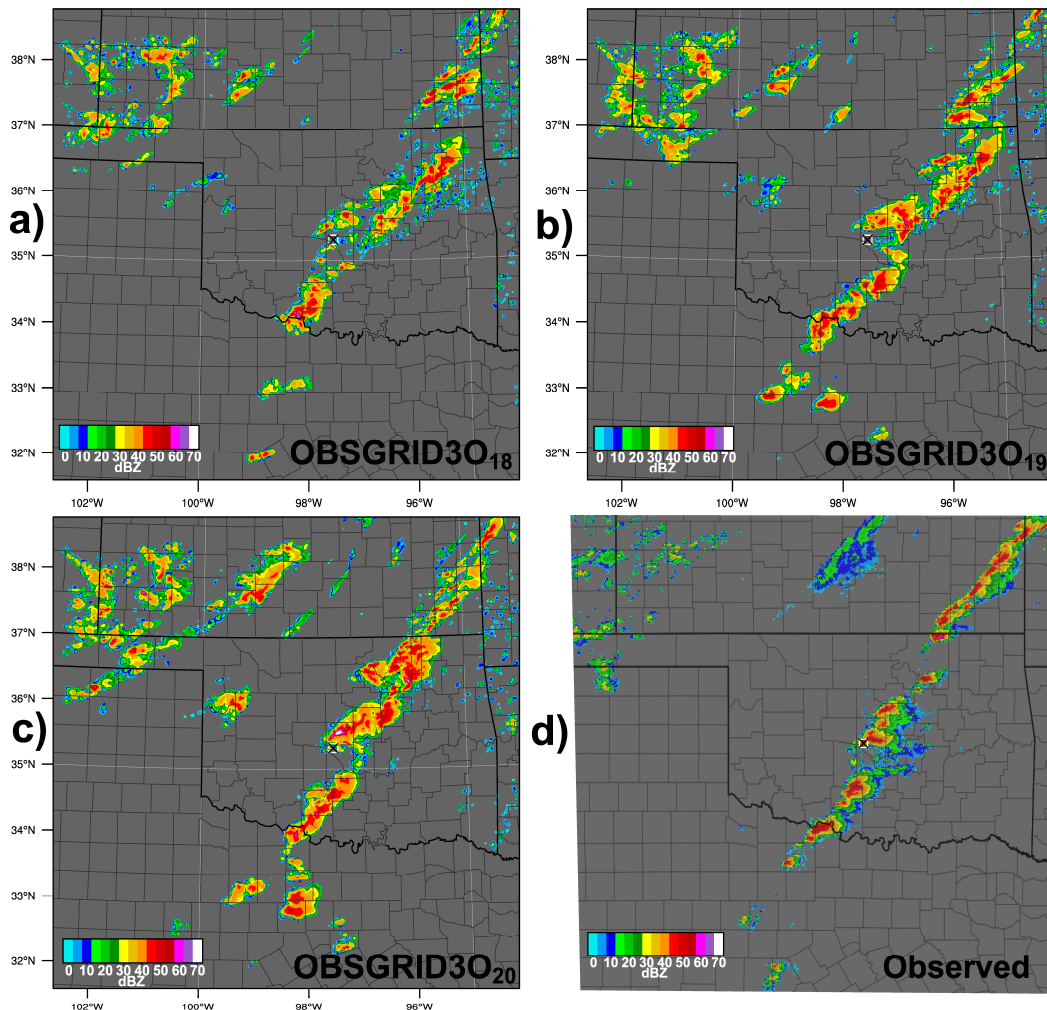 a)
38°N
37°N
36°N
35°N
34°N
33°N
32°N
0 10 20 30 40 50 60 70
dBZ
OBSGRID3O18
102°W 100°W 98°W 96°W
b)
38°N
37°N
36°N
35°N
34°N
33°N
32°N
0 10 20 30 40 50 60 70
dBZ
OBSGRID3O19
102°W 100°W 98°W 96°W
c)
38°N
37°N
36°N
35°N
34°N
33°N
32°N
0 10 20 30 40 50 60 70
dBZ
OBSGRID3O20
102°W 100°W 98°W 96°W
d)
0 10 20 30 40 50 60 70
dBZ
Observed